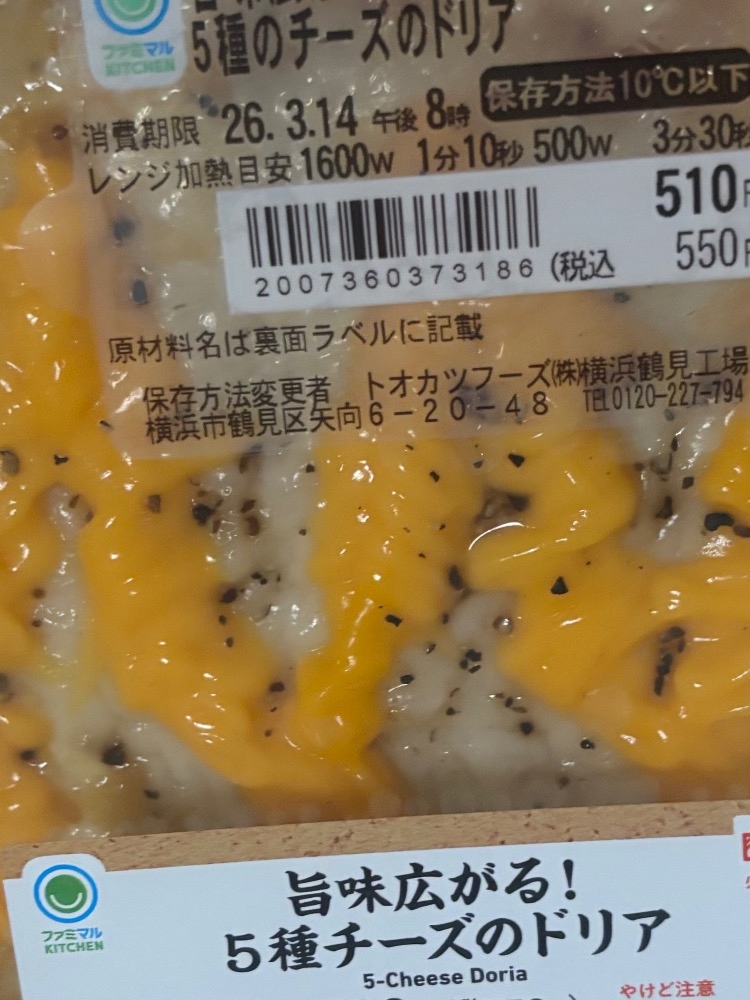 ファミマル
KITCHEN
5種のチーズのドリア
保存方法10℃以下
消費期限 26. 3.14 午後 8時
レンジ加熱目安 1600W 1分10秒 500W 3分30秒
510
550
2007360373186 (税込
原材料名は裏面ラベルに記載
保存方法変更者 トオカツフーズ㈱横浜鶴見工場
横浜市鶴見区矢向6-20-48 TEL0120-227-794
旨味広がる!
ファミマル
KITCHEN
5種チーズのドリア
5-Cheese Doria
やけど注意